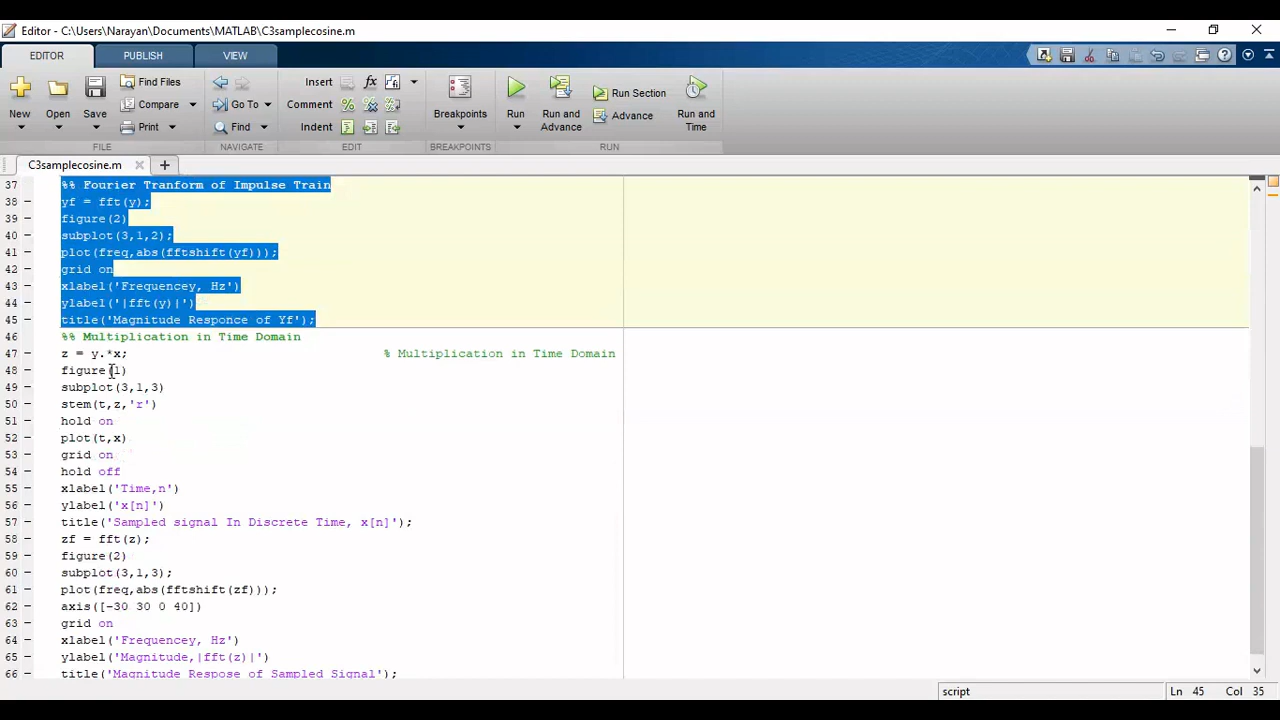 Editor - C:\Users\Narayan\Documents\MATLAB\C3samplecosine.m
EDITOR PUBLISH VIEW
New Open Save Find Files Compare Print
Go To Find
Insert Comment Indent
fx
Breakpoints
Run Run and Advance Run Section Advance Run and Time
FILE NAVIGATE EDIT BREAKPOINTS RUN
C3samplecosine.m
37 %% Fourier Tranform of Impulse Train
38 – yf = fft(y);
39 – figure(2)
40 – subplot(3,1,2);
41 – plot(freq,abs(fftshift(yf)));
42 – grid on
43 – xlabel('Frequencey, Hz')
44 – ylabel('|fft(y)|')
45 – title('Magnitude Responce of Yf');
46 %% Multiplication in Time Domain
47 – z = y.*x; % Multiplication in Time Domain
48 – figure(1)
49 – subplot(3,1,3)
50 – stem(t,z,'r')
51 – hold on
52 – plot(t,x)
53 – grid on
54 – hold off
55 – xlabel('Time,n')
56 – ylabel('x[n]')
57 – title('Sampled signal In Discrete Time, x[n]');
58 – zf = fft(z);
59 – figure(2)
60 – subplot(3,1,3);
61 – plot(freq,abs(fftshift(zf)));
62 – axis([-30 30 0 40])
63 – grid on
64 – xlabel('Frequencey, Hz')
65 – ylabel('Magnitude,|fft(z)|')
66 – title('Magnitude Respose of Sampled Signal');
script Ln 45 Col 35